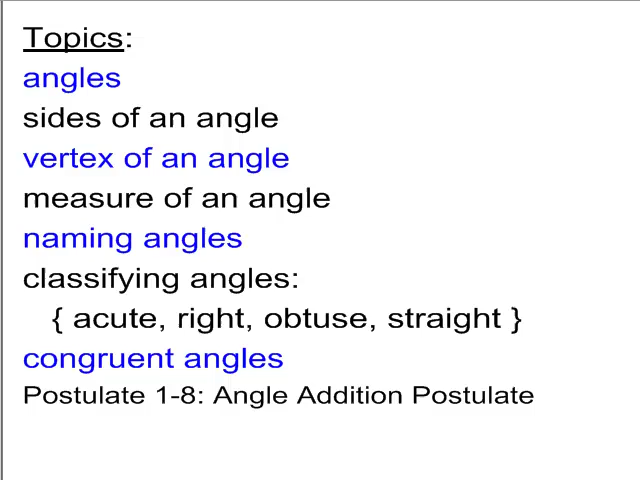 Topics:
angles
sides of an angle
vertex of an angle
measure of an angle
naming angles
classifying angles:
{ acute, right, obtuse, straight }
congruent angles
Postulate 1-8: Angle Addition Postulate